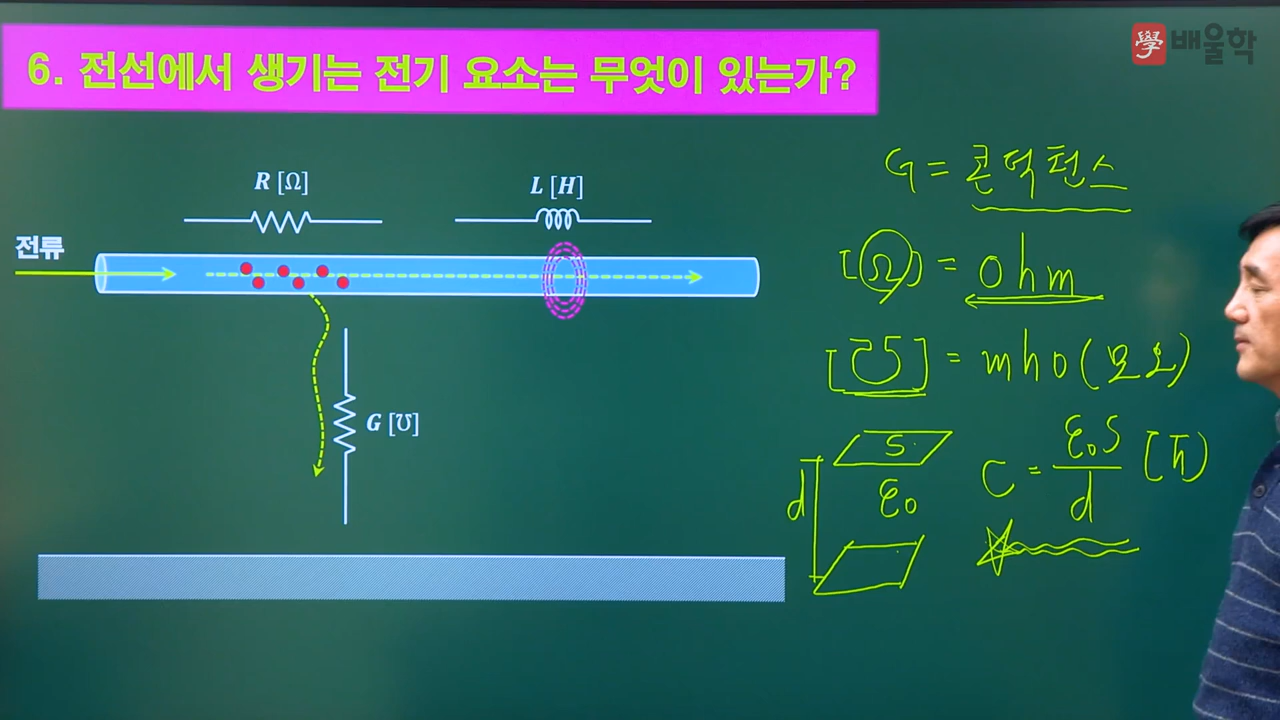 學 배울학
6. 전선에서 생기는 전기 요소는 무엇이 있는가?
R [Ω]
L [H]
전류
G [℧]
G = 콘덕턴스
[Ω] = Ohm
[℧] = mho (모오)
S
d
ε₀
C = ε₀S / d [F]